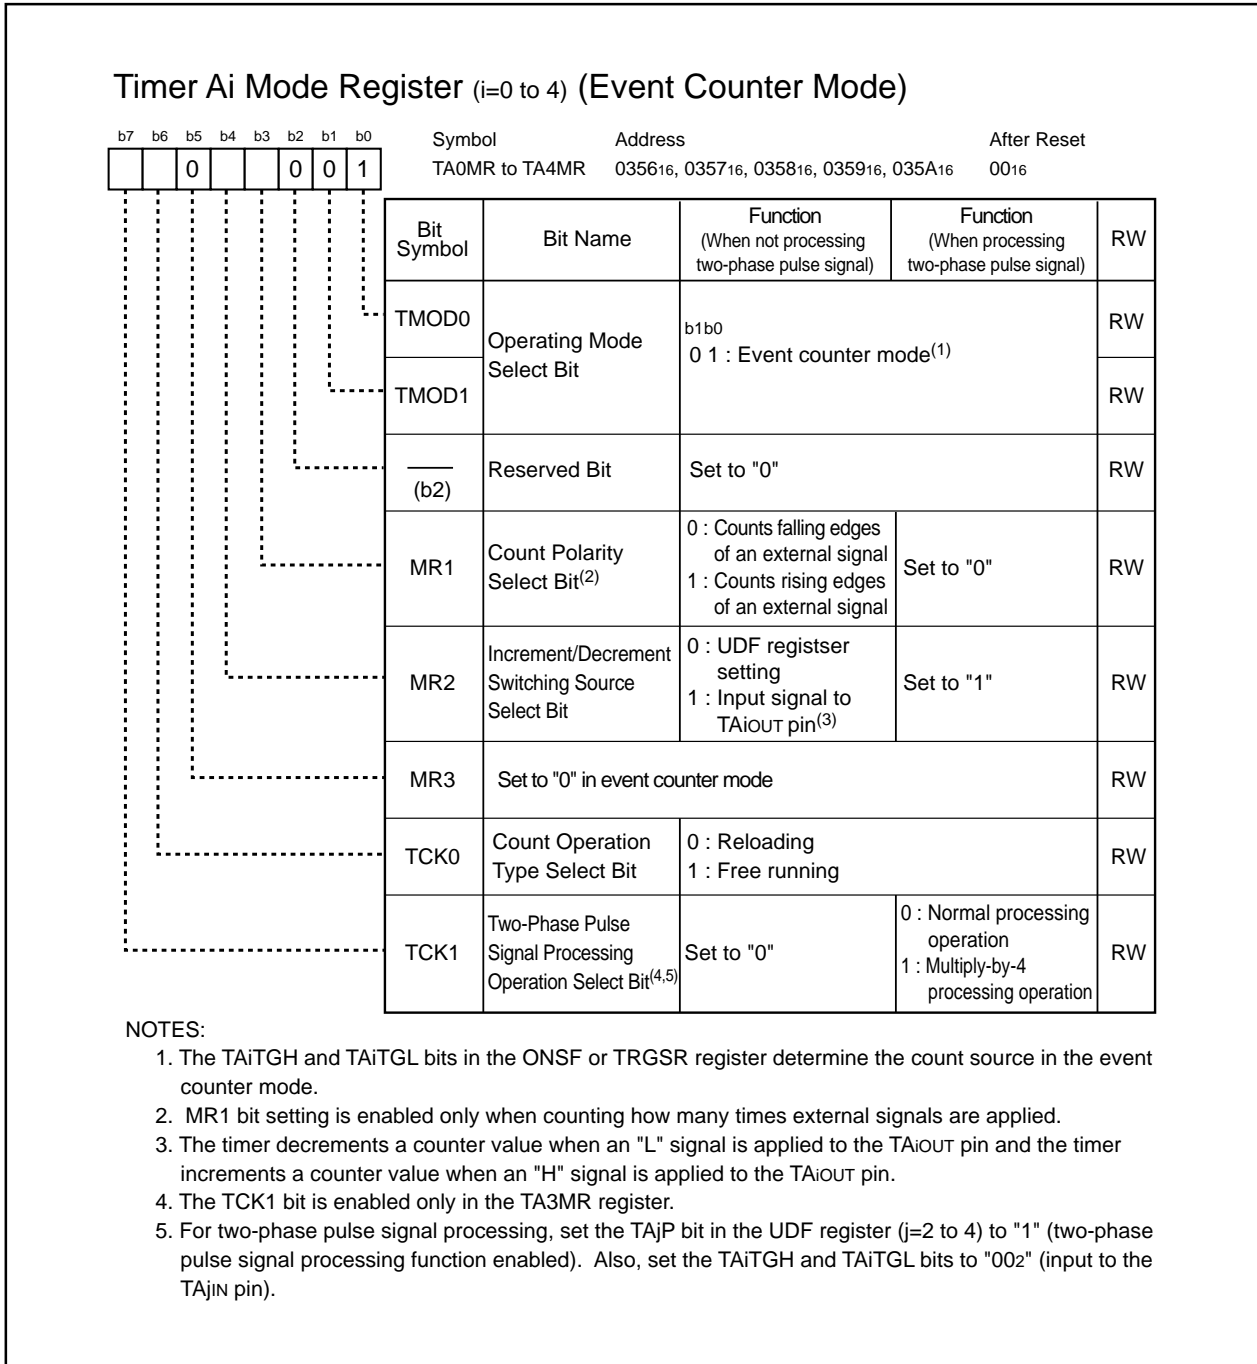 Timer Ai Mode Register (i=0 to 4) (Event Counter Mode)
b7 b6 b5 b4 b3 b2 b1 b0
Symbol Address After Reset
0 0 0 1
TA0MR to TA4MR 035616, 035716, 035816, 035916, 035A16 0016
Bit Symbol
Bit Name
Function
(When not processing
two-phase pulse signal)
Function
(When processing
two-phase pulse signal)
RW
TMOD0
Operating Mode
Select Bit
b1b0
0 1 : Event counter mode(1)
RW
TMOD1
RW
(b2)
Reserved Bit
Set to "0"
RW
MR1
Count Polarity
Select Bit(2)
0 : Counts falling edges
of an external signal
1 : Counts rising edges
of an external signal
Set to "0"
RW
MR2
Increment/Decrement
Switching Source
Select Bit
0 : UDF registser
setting
1 : Input signal to
TAiOUT pin(3)
Set to "1"
RW
MR3
Set to "0" in event counter mode
RW
TCK0
Count Operation
Type Select Bit
0 : Reloading
1 : Free running
RW
TCK1
Two-Phase Pulse
Signal Processing
Operation Select Bit(4,5)
Set to "0"
0 : Normal processing
operation
1 : Multiply-by-4
processing operation
RW
NOTES:
1. The TAiTGH and TAiTGL bits in the ONSF or TRGSR register determine the count source in the event
counter mode.
2. MR1 bit setting is enabled only when counting how many times external signals are applied.
3. The timer decrements a counter value when an "L" signal is applied to the TAiOUT pin and the timer
increments a counter value when an "H" signal is applied to the TAiOUT pin.
4. The TCK1 bit is enabled only in the TA3MR register.
5. For two-phase pulse signal processing, set the TAjP bit in the UDF register (j=2 to 4) to "1" (two-phase
pulse signal processing function enabled). Also, set the TAiTGH and TAiTGL bits to "002" (input to the
TAjIN pin).